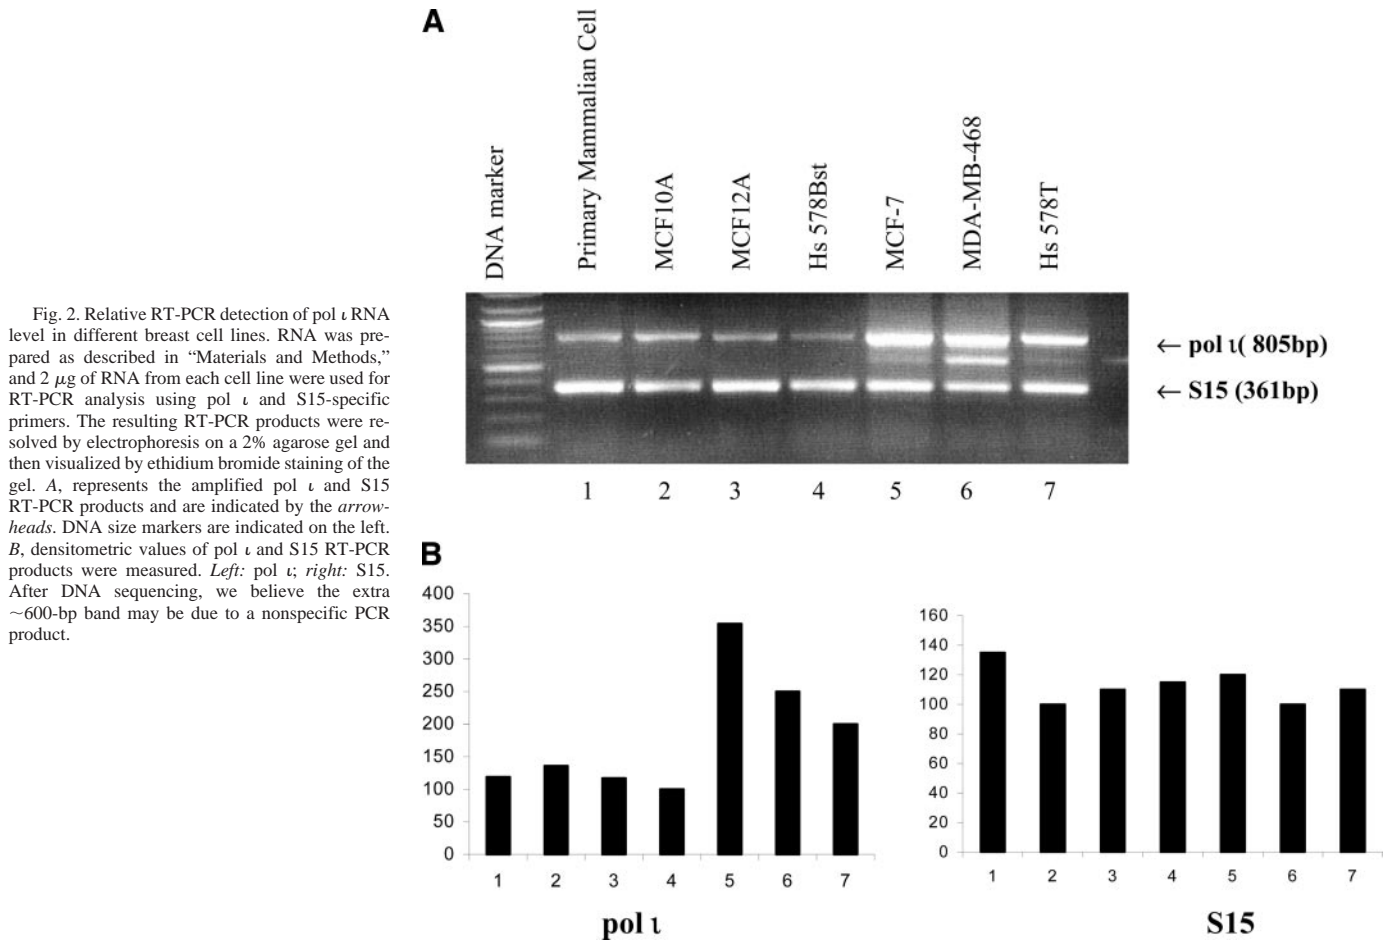 A
DNA marker
Primary Mammalian Cell
MCF10A
MCF12A
Hs 578Bst
MCF-7
MDA-MB-468
Hs 578T
← pol ι( 805bp)
← S15 (361bp)
1 2 3 4 5 6 7
Fig. 2. Relative RT-PCR detection of pol ι RNA
level in different breast cell lines. RNA was pre-
pared as described in “Materials and Methods,”
and 2 μg of RNA from each cell line were used for
RT-PCR analysis using pol ι and S15-specific
primers. The resulting RT-PCR products were re-
solved by electrophoresis on a 2% agarose gel and
then visualized by ethidium bromide staining of the
gel. A, represents the amplified pol ι and S15
RT-PCR products and are indicated by the arrow-
heads. DNA size markers are indicated on the left.
B, densitometric values of pol ι and S15 RT-PCR
products were measured. Left: pol ι; right: S15.
After DNA sequencing, we believe the extra
~600-bp band may be due to a nonspecific PCR
product.
B
400
350
300
250
200
150
100
50
0
1 2 3 4 5 6 7
pol ι
160
140
120
100
80
60
40
20
0
1 2 3 4 5 6 7
S15